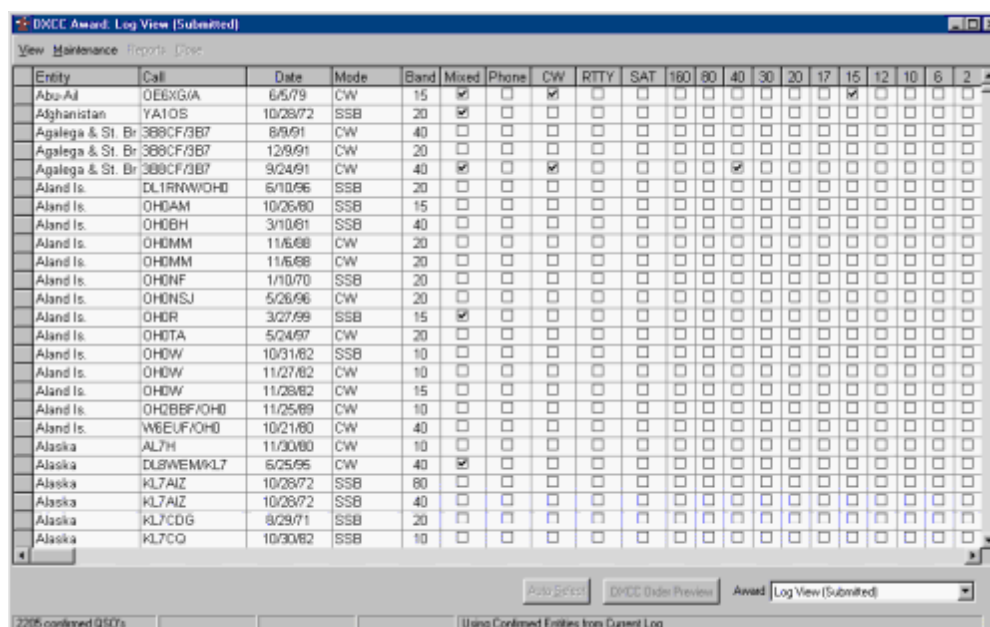 DXCC Award: Log View (Submitted)
View Maintenance Reports Close
Entity Call Date Mode Band Mixed Phone CW RTTY SAT 160 80 40 30 20 17 15 12 10 6 2
Abu-Ail OE6XG/A 6/5/79 CW 15
Afghanistan YA1OS 10/28/72 SSB 20
Agalega & St. Br 3B8CF/3B7 8/9/91 CW 40
Agalega & St. Br 3B8CF/3B7 12/9/91 CW 20
Agalega & St. Br 3B8CF/3B7 9/24/91 CW 40
Aland Is. DL1RNW/OH0 6/10/96 SSB 20
Aland Is. OH0AM 10/26/80 SSB 15
Aland Is. OH0BH 3/10/81 SSB 40
Aland Is. OH0MM 11/6/88 CW 20
Aland Is. OH0MM 11/6/88 CW 20
Aland Is. OH0NF 1/10/70 SSB 20
Aland Is. OH0NSJ 5/26/96 CW 20
Aland Is. OH0R 3/27/99 SSB 15
Aland Is. OH0TA 5/24/97 CW 20
Aland Is. OH0W 10/31/82 SSB 10
Aland Is. OH0W 11/27/82 CW 10
Aland Is. OH0W 11/28/82 CW 15
Aland Is. OH2BBF/OH0 11/25/89 CW 10
Aland Is. W6EUF/OH0 10/21/80 CW 40
Alaska AL7H 11/30/80 CW 10
Alaska DL8WEM/KL7 6/25/95 CW 40
Alaska KL7AIZ 10/28/72 SSB 80
Alaska KL7AIZ 10/28/72 SSB 40
Alaska KL7CDG 8/29/71 SSB 20
Alaska KL7CQ 10/30/82 SSB 10
Auto Select DXCC Order Preview Award Log View (Submitted)
2205 confirmed QSO's Using Confirmed Entities from Current Log